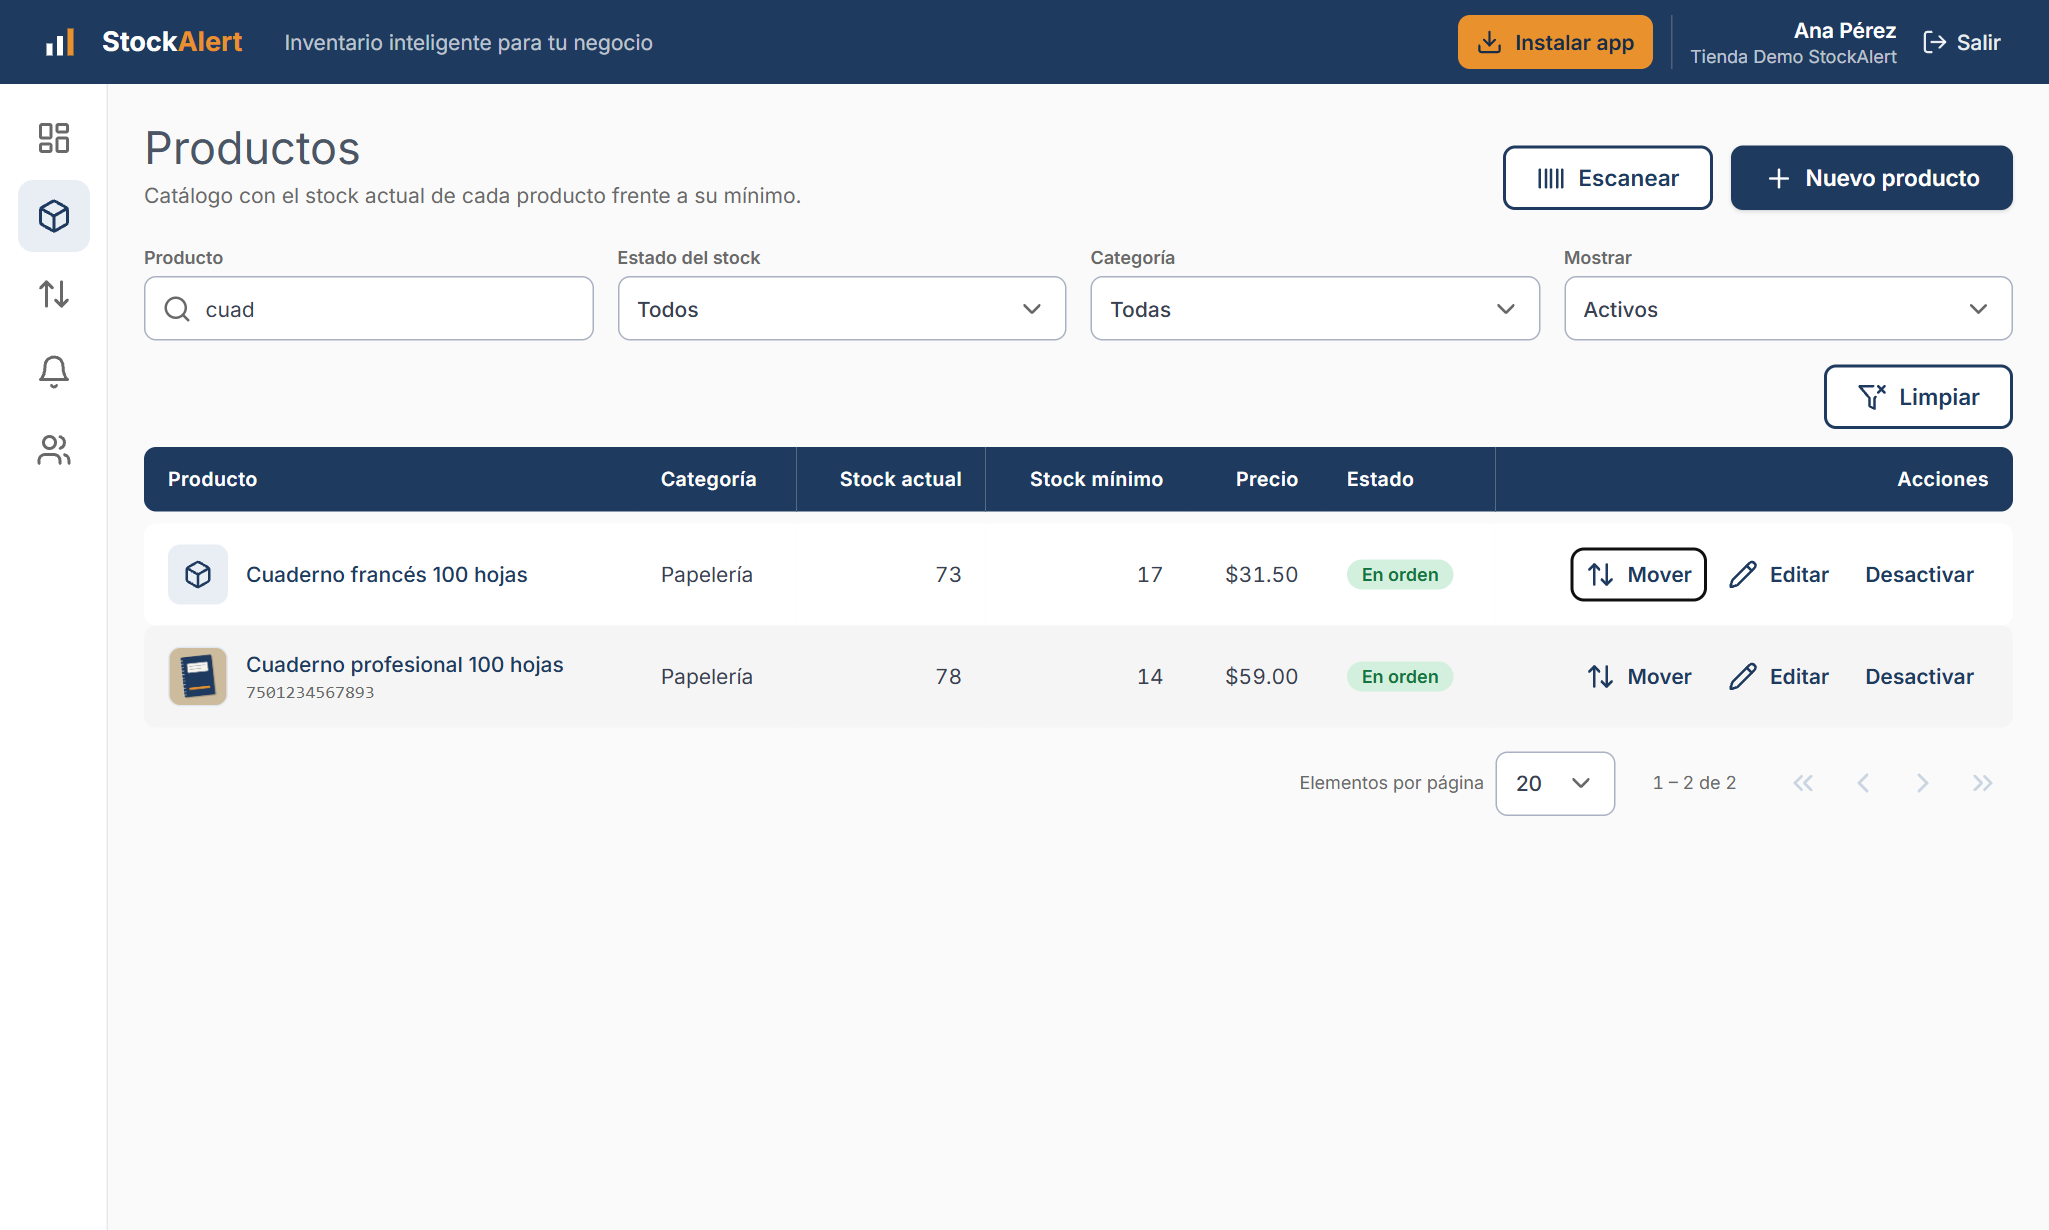 StockAlert
Inventario inteligente para tu negocio
Instalar app
Ana Pérez
Tienda Demo StockAlert
Salir
Productos
Catálogo con el stock actual de cada producto frente a su mínimo.
Escanear
Nuevo producto
Producto
Estado del stock
Categoría
Mostrar
cuad
Todos
Todas
Activos
Limpiar
Producto Categoría Stock actual Stock mínimo Precio Estado Acciones
Cuaderno francés 100 hojas Papelería 73 17 $31.50 En orden Mover Editar Desactivar
Cuaderno profesional 100 hojas Papelería 78 14 $59.00 En orden Mover Editar Desactivar
7501234567893
Elementos por página 20 1 – 2 de 2